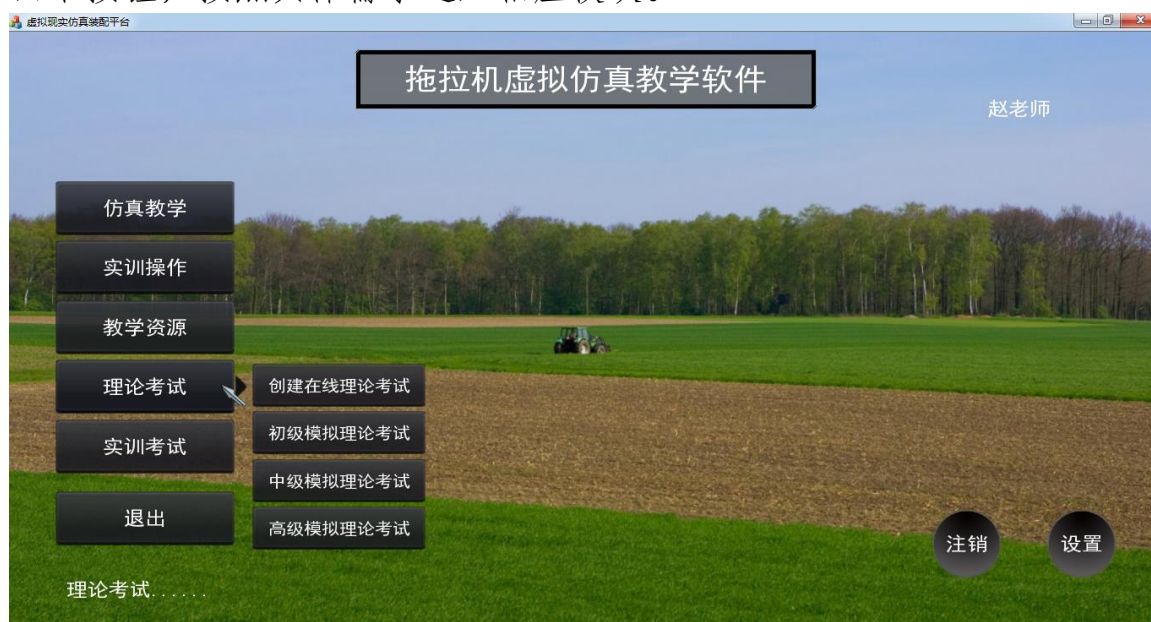 虚拟现实仿真装配平台
拖拉机虚拟仿真教学软件
赵老师
仿真教学
实训操作
教学资源
理论考试
创建在线理论考试
初级模拟理论考试
实训考试
中级模拟理论考试
退出
高级模拟理论考试
注销
设置
理论考试......